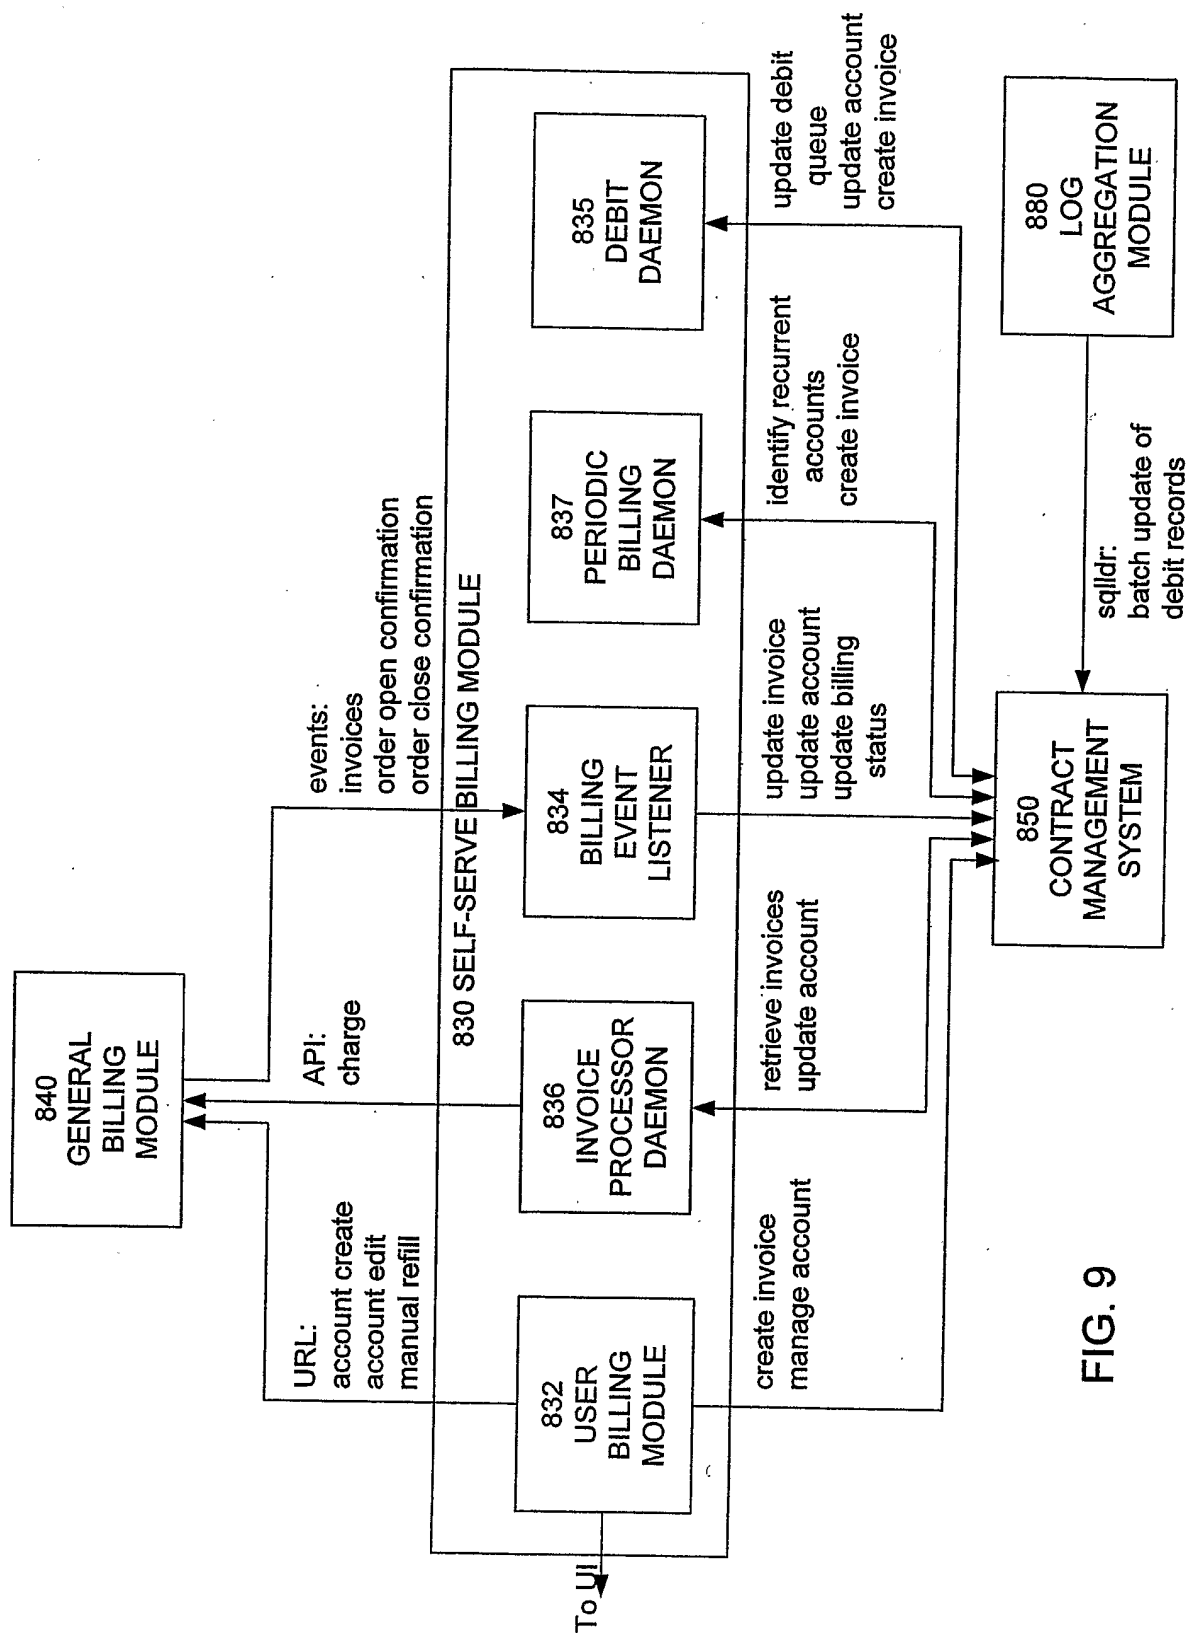 840
GENERAL
BILLING
MODULE
URL:
account create
account edit
manual refill
API:
charge
events:
invoices
order open confirmation
order close confirmation
830 SELF-SERVE BILLING MODULE
To UI
832
USER
BILLING
MODULE
836
INVOICE
PROCESSOR
DAEMON
834
BILLING
EVENT
LISTENER
837
PERIODIC
BILLING
DAEMON
835
DEBIT
DAEMON
create invoice
manage account
retrieve invoices
update account
update invoice
update account
update billing
status
identify recurrent
accounts
create invoice
update debit
queue
update account
create invoice
850
CONTRACT
MANAGEMENT
SYSTEM
sqlldr:
batch update of
debit records
880
LOG
AGGREGATION
MODULE
FIG. 9